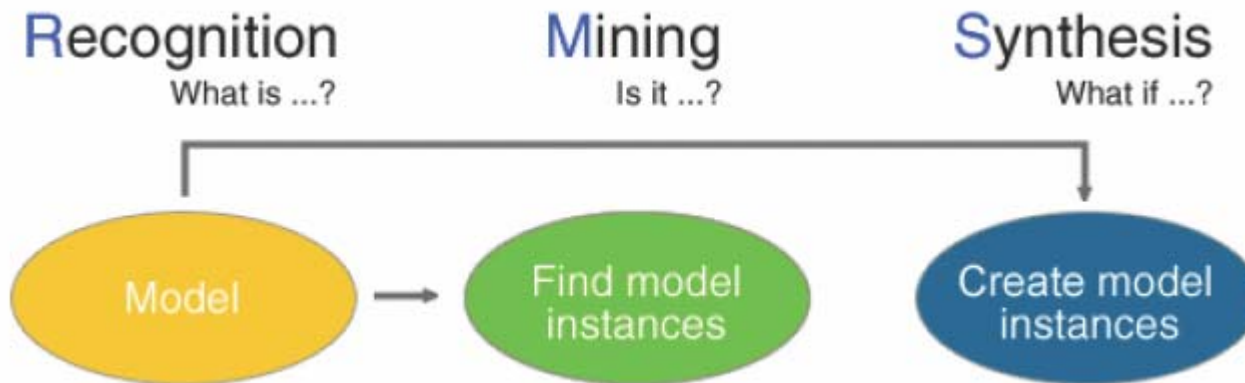 Recognition
What is ...?
Mining
Is it ...?
Synthesis
What if ...?
Model
Find model
instances
Create model
instances